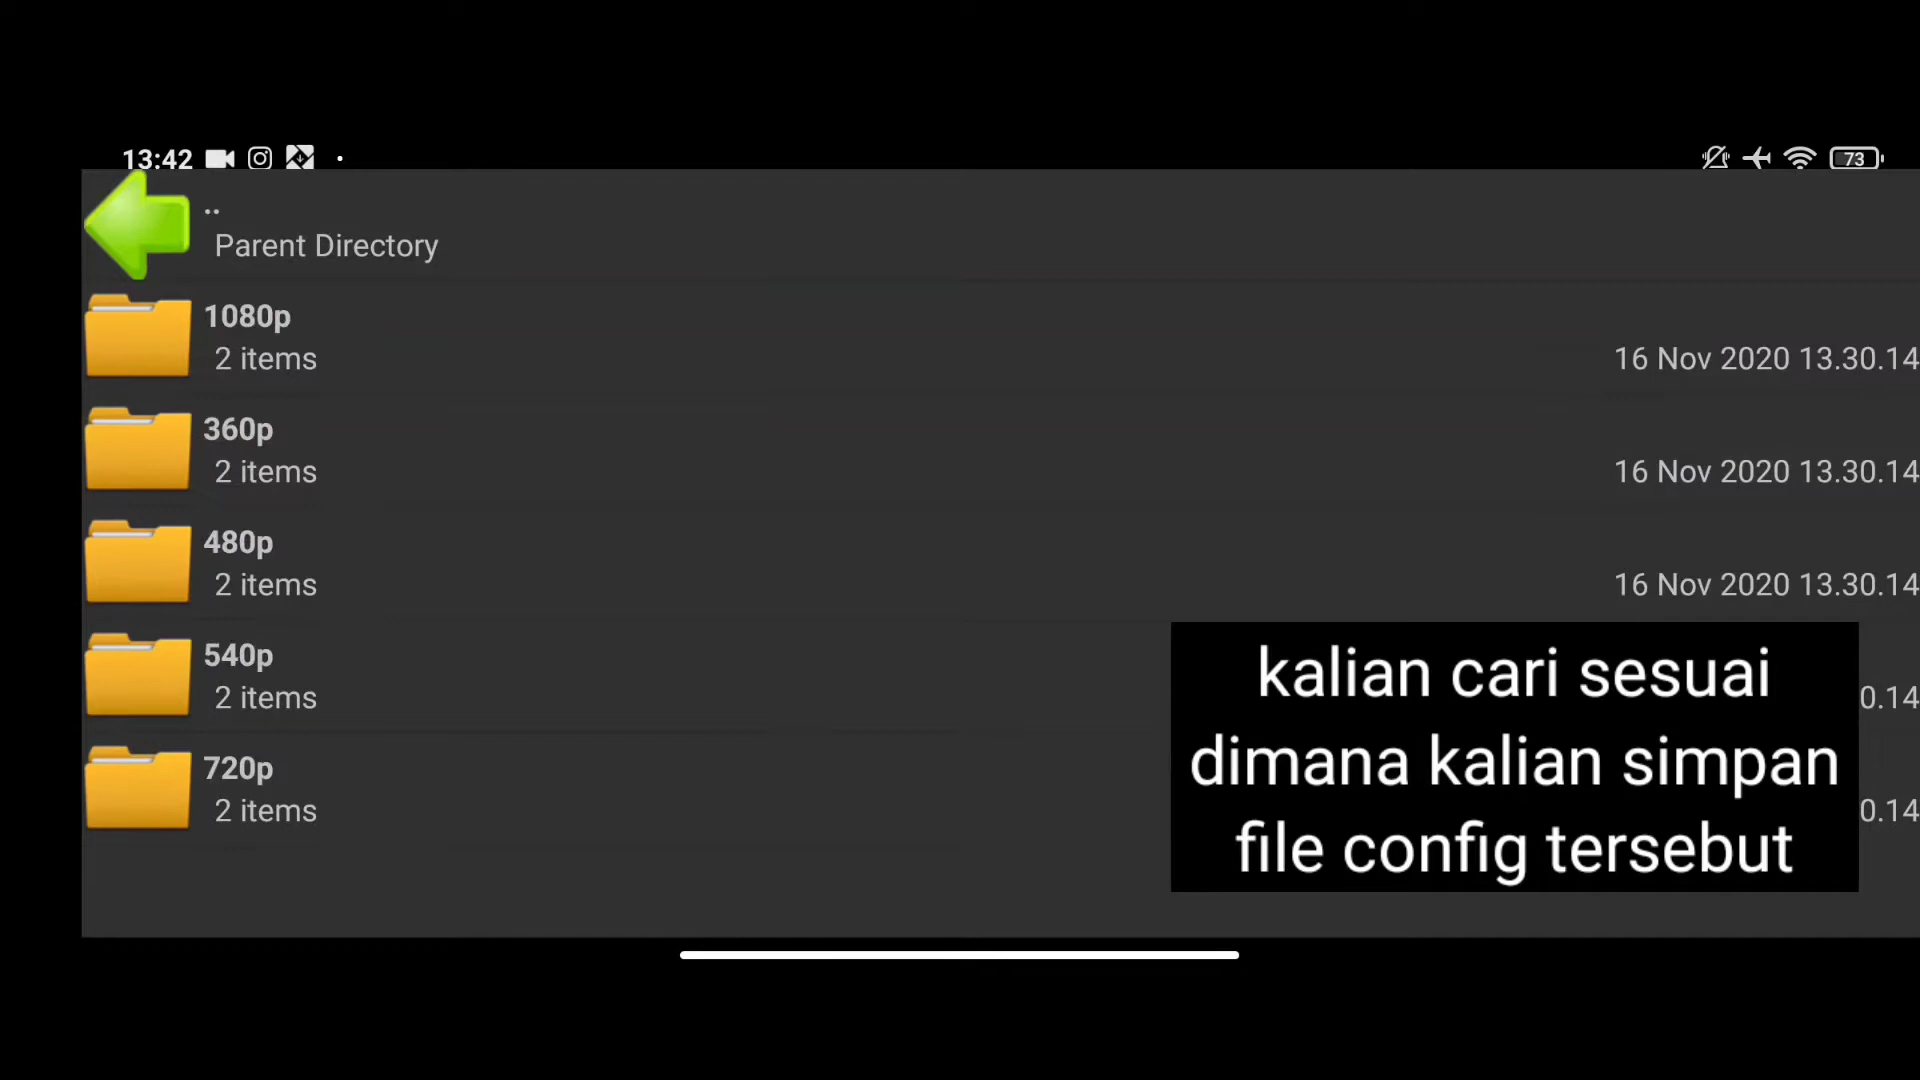 13:42
73
..
Parent Directory
1080p
2 items
16 Nov 2020 13.30.14
360p
2 items
16 Nov 2020 13.30.14
480p
2 items
16 Nov 2020 13.30.14
540p
2 items
0.14
720p
2 items
0.14
kalian cari sesuai
dimana kalian simpan
file config tersebut